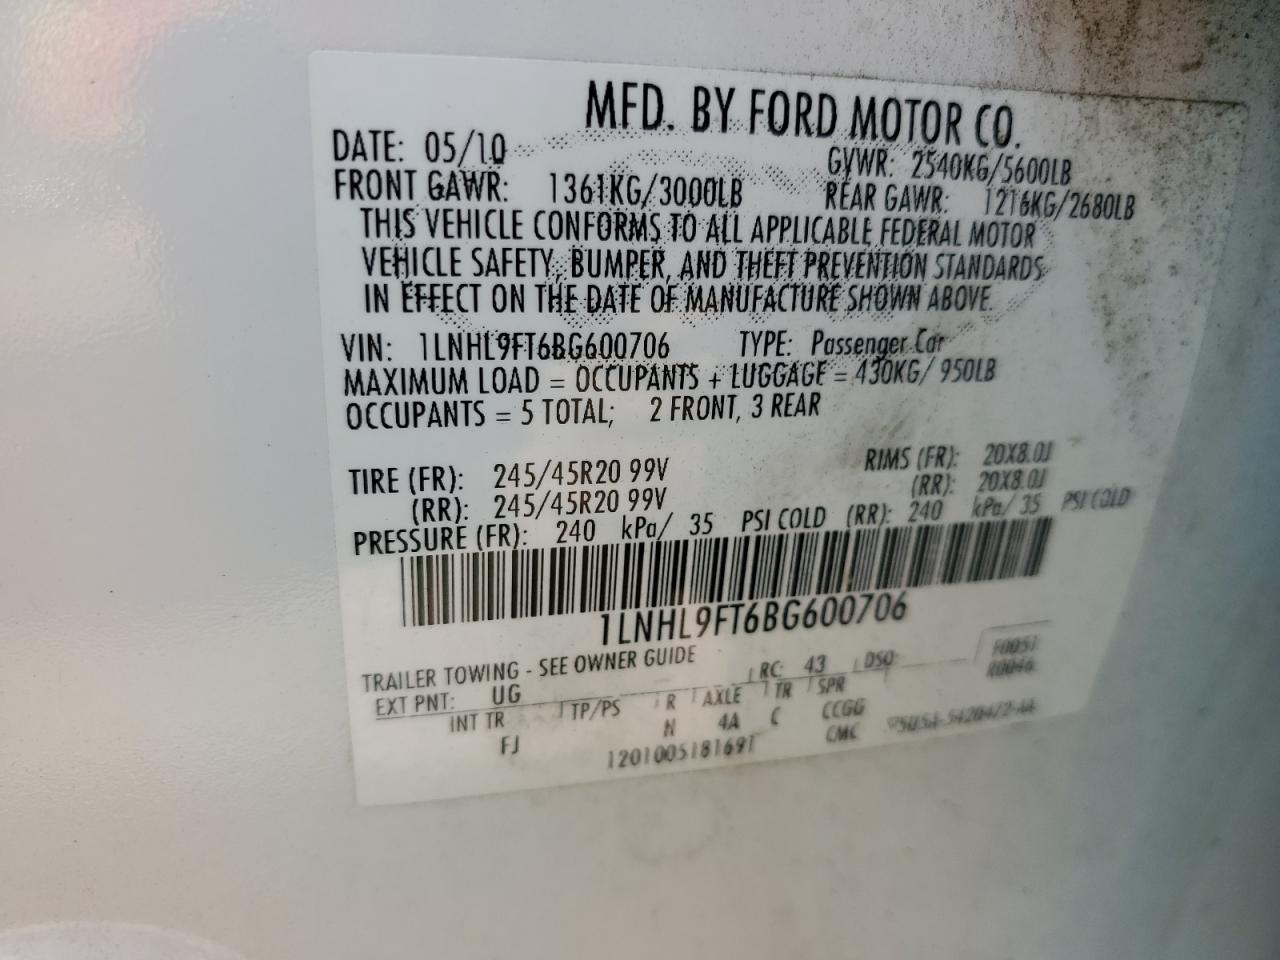 MFD. BY FORD MOTOR CO.
DATE: 05/10 GVWR: 2540KG/5600LB
FRONT GAWR: 1361KG/3000LB REAR GAWR: 1216KG/2680LB
THIS VEHICLE CONFORMS TO ALL APPLICABLE FEDERAL MOTOR
VEHICLE SAFETY, BUMPER, AND THEFT PREVENTION STANDARDS
IN EFFECT ON THE DATE OF MANUFACTURE SHOWN ABOVE.
VIN: 1LNHL9FT6BG600706 TYPE: Passenger Car
MAXIMUM LOAD = OCCUPANTS + LUGGAGE = 430KG/ 950LB
OCCUPANTS = 5 TOTAL; 2 FRONT, 3 REAR
TIRE (FR): 245/45R20 99V RIMS (FR): 20X8.0J
(RR): 245/45R20 99V (RR): 20X8.0J
PRESSURE (FR): 240 kPa/ 35 PSI COLD (RR): 240 kPa/ 35 PSI COLD
1LNHL9FT6BG600706
TRAILER TOWING - SEE OWNER GUIDE
EXT PNT: UG RC: 43 DSO:
INT TR TP/PS R AXLE TR SPR
FJ N 4A C CCGG
1201005181691 CMC